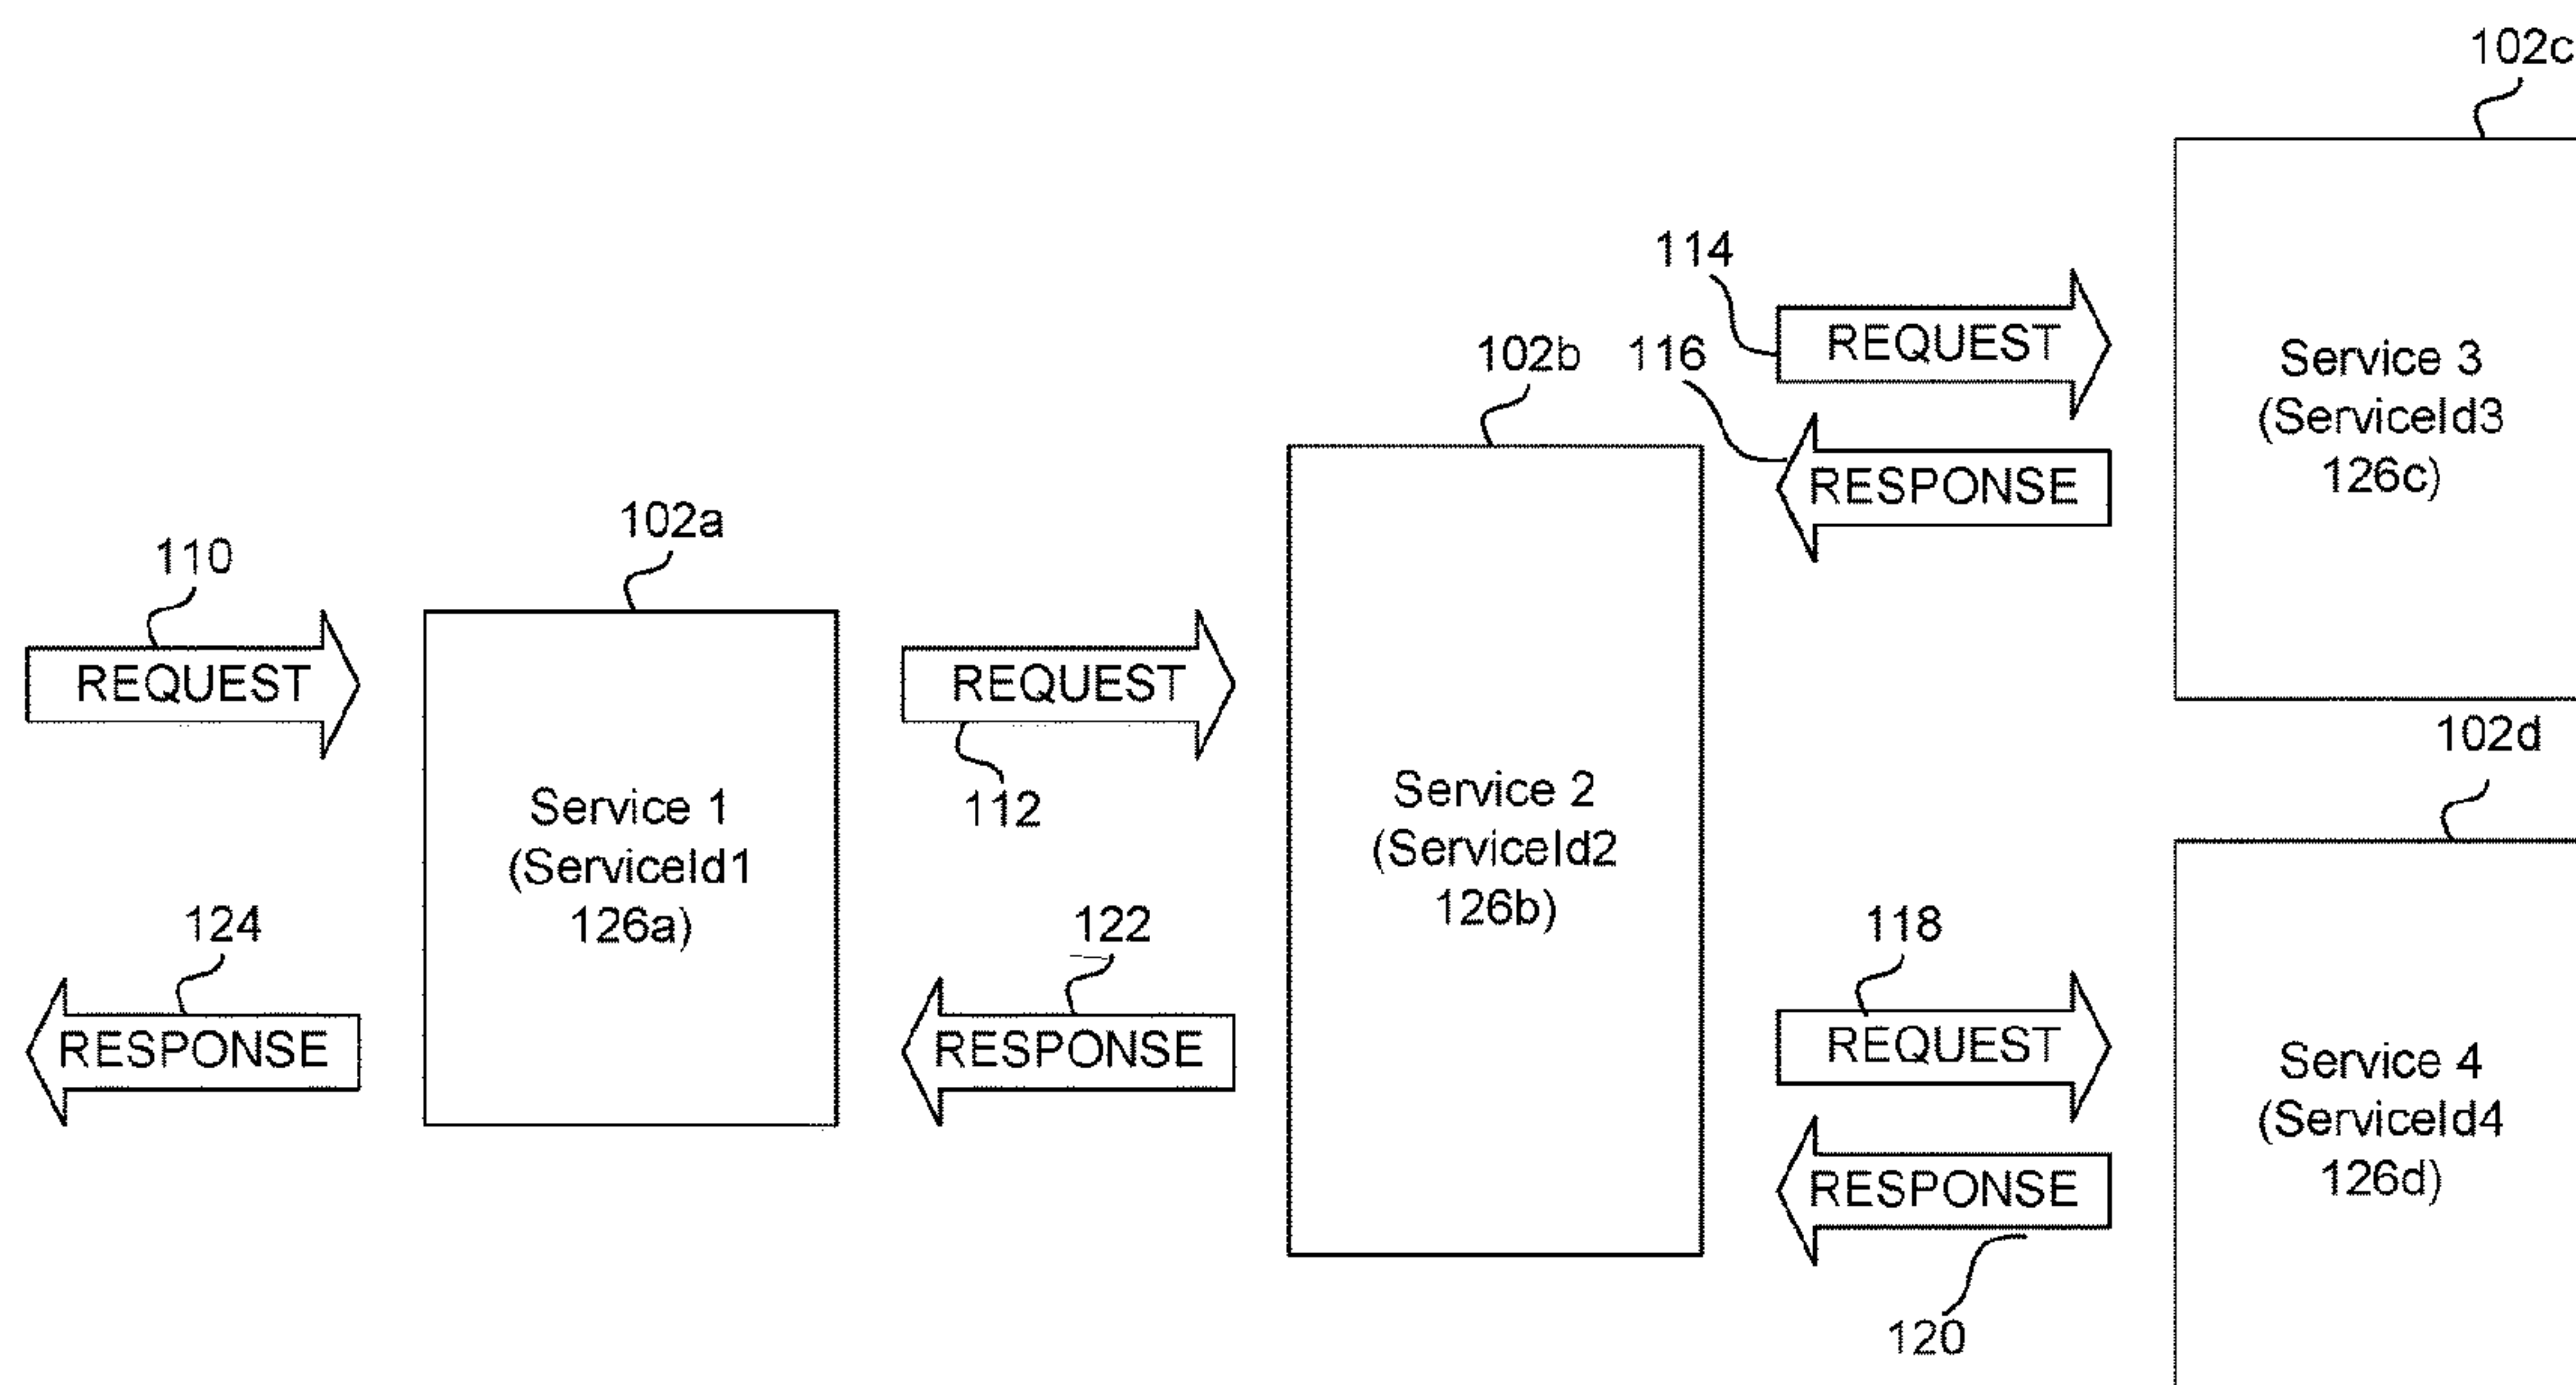 102c
114
REQUEST
102b
116
Service 3
(ServiceId3
126c)
RESPONSE
102a
110
REQUEST
REQUEST
102d
112
Service 1
(ServiceId1
126a)
Service 2
(ServiceId2
126b)
124
122
118
RESPONSE
RESPONSE
REQUEST
Service 4
(ServiceId4
126d)
RESPONSE
120